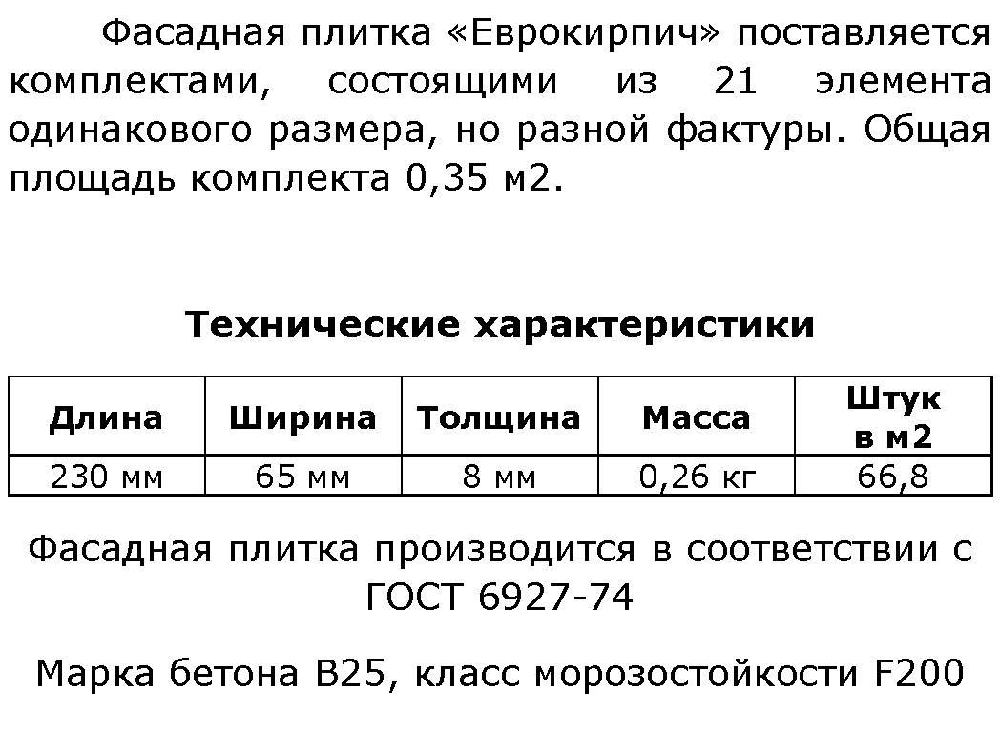 Фасадная плитка «Еврокирпич» поставляется
комплектами, состоящими из 21 элемента
одинакового размера, но разной фактуры. Общая
площадь комплекта 0,35 м2.
Технические характеристики
Длина Ширина Толщина Масса Штук в м2
230 мм 65 мм 8 мм 0,26 кг 66,8
Фасадная плитка производится в соответствии с
ГОСТ 6927-74
Марка бетона В25, класс морозостойкости F200